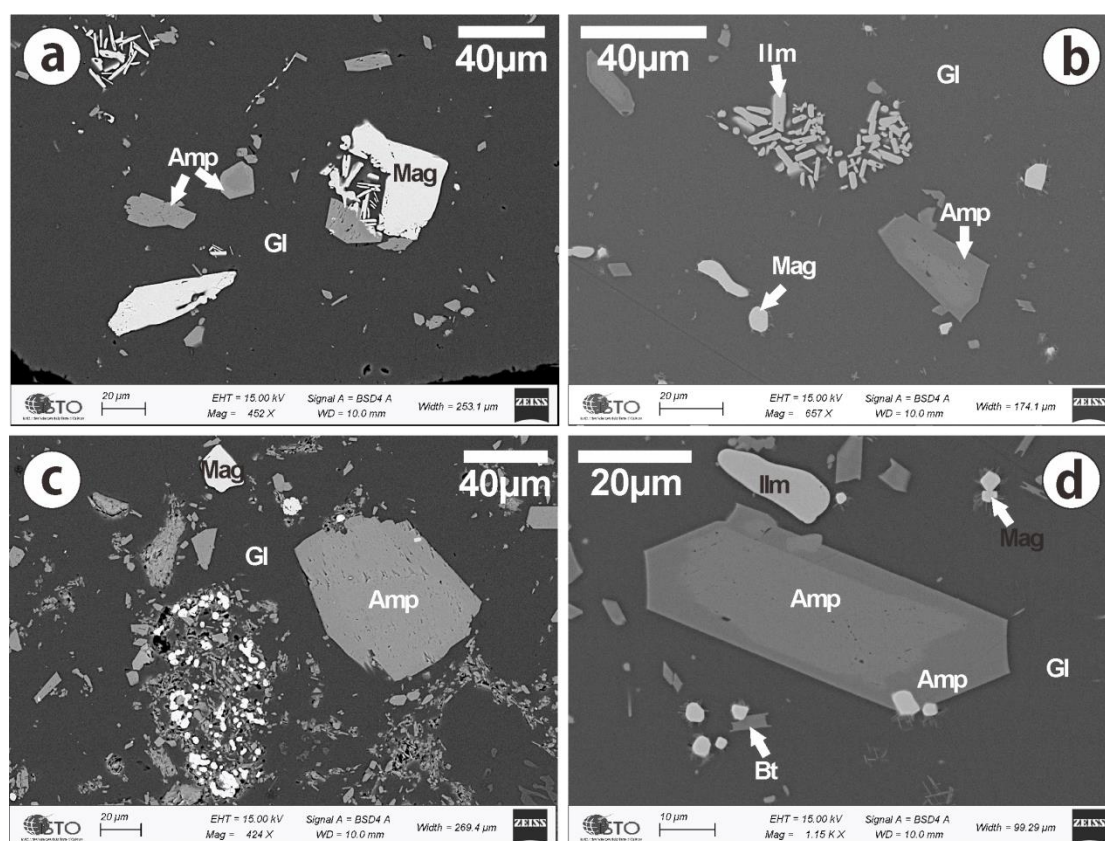 a
40µm
Amp
Mag
Gl
20 µm
EHT = 15.00 kV
Signal A = BSD4 A
Mag = 452 X
WD = 10.0 mm
Width = 253.1 µm
ZEISS
b
40µm
Ilm
Gl
Amp
Mag
20 µm
EHT = 15.00 kV
Signal A = BSD4 A
Mag = 657 X
WD = 10.0 mm
Width = 174.1 µm
ZEISS
c
Mag
40µm
Gl
Amp
20 µm
EHT = 15.00 kV
Signal A = BSD4 A
Mag = 424 X
WD = 10.0 mm
Width = 269.4 µm
ZEISS
d
20µm
Ilm
Mag
Amp
Amp
Gl
Bt
10 µm
EHT = 15.00 kV
Signal A = BSD4 A
Mag = 1.15 K X
WD = 10.0 mm
Width = 99.29 µm
ZEISS